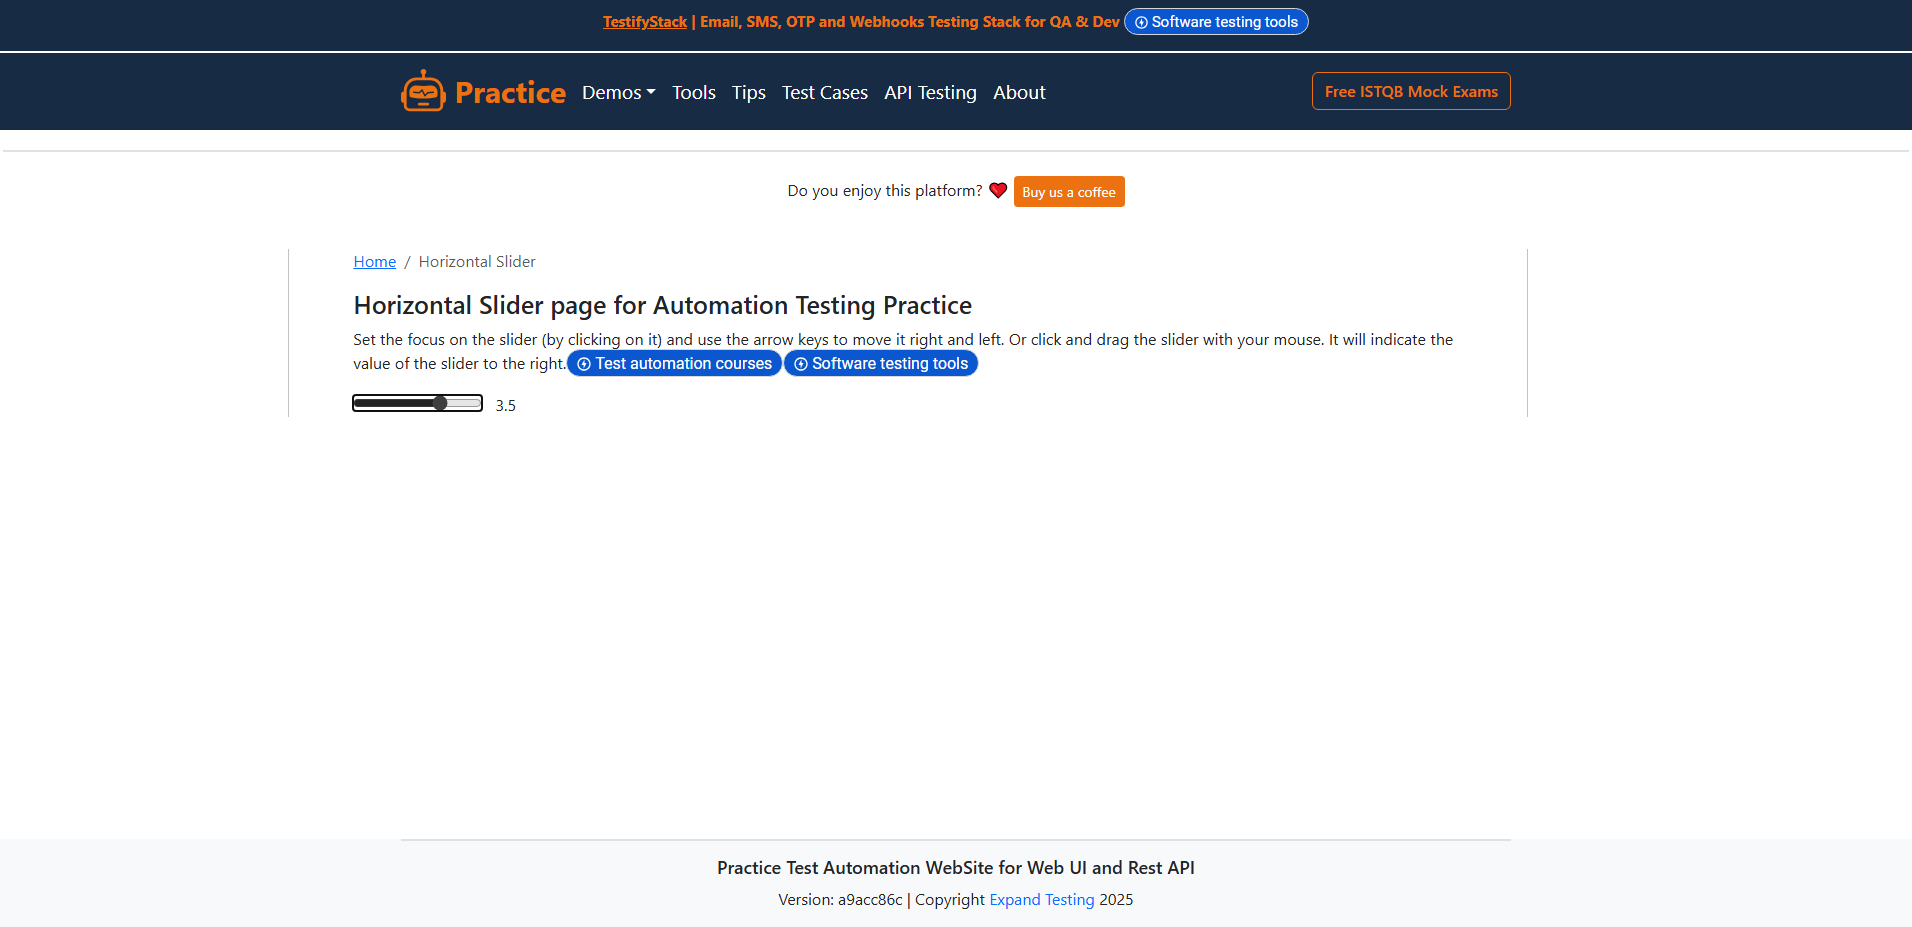 TestifyStack | Email, SMS, OTP and Webhooks Testing Stack for QA & Dev Software testing tools
Practice Demos Tools Tips Test Cases API Testing About Free ISTQB Mock Exams
Do you enjoy this platform? Buy us a coffee
Home / Horizontal Slider
Horizontal Slider page for Automation Testing Practice
Set the focus on the slider (by clicking on it) and use the arrow keys to move it right and left. Or click and drag the slider with your mouse. It will indicate the
value of the slider to the right. Test automation courses Software testing tools
3.5
Practice Test Automation WebSite for Web UI and Rest API
Version: a9acc86c | Copyright Expand Testing 2025